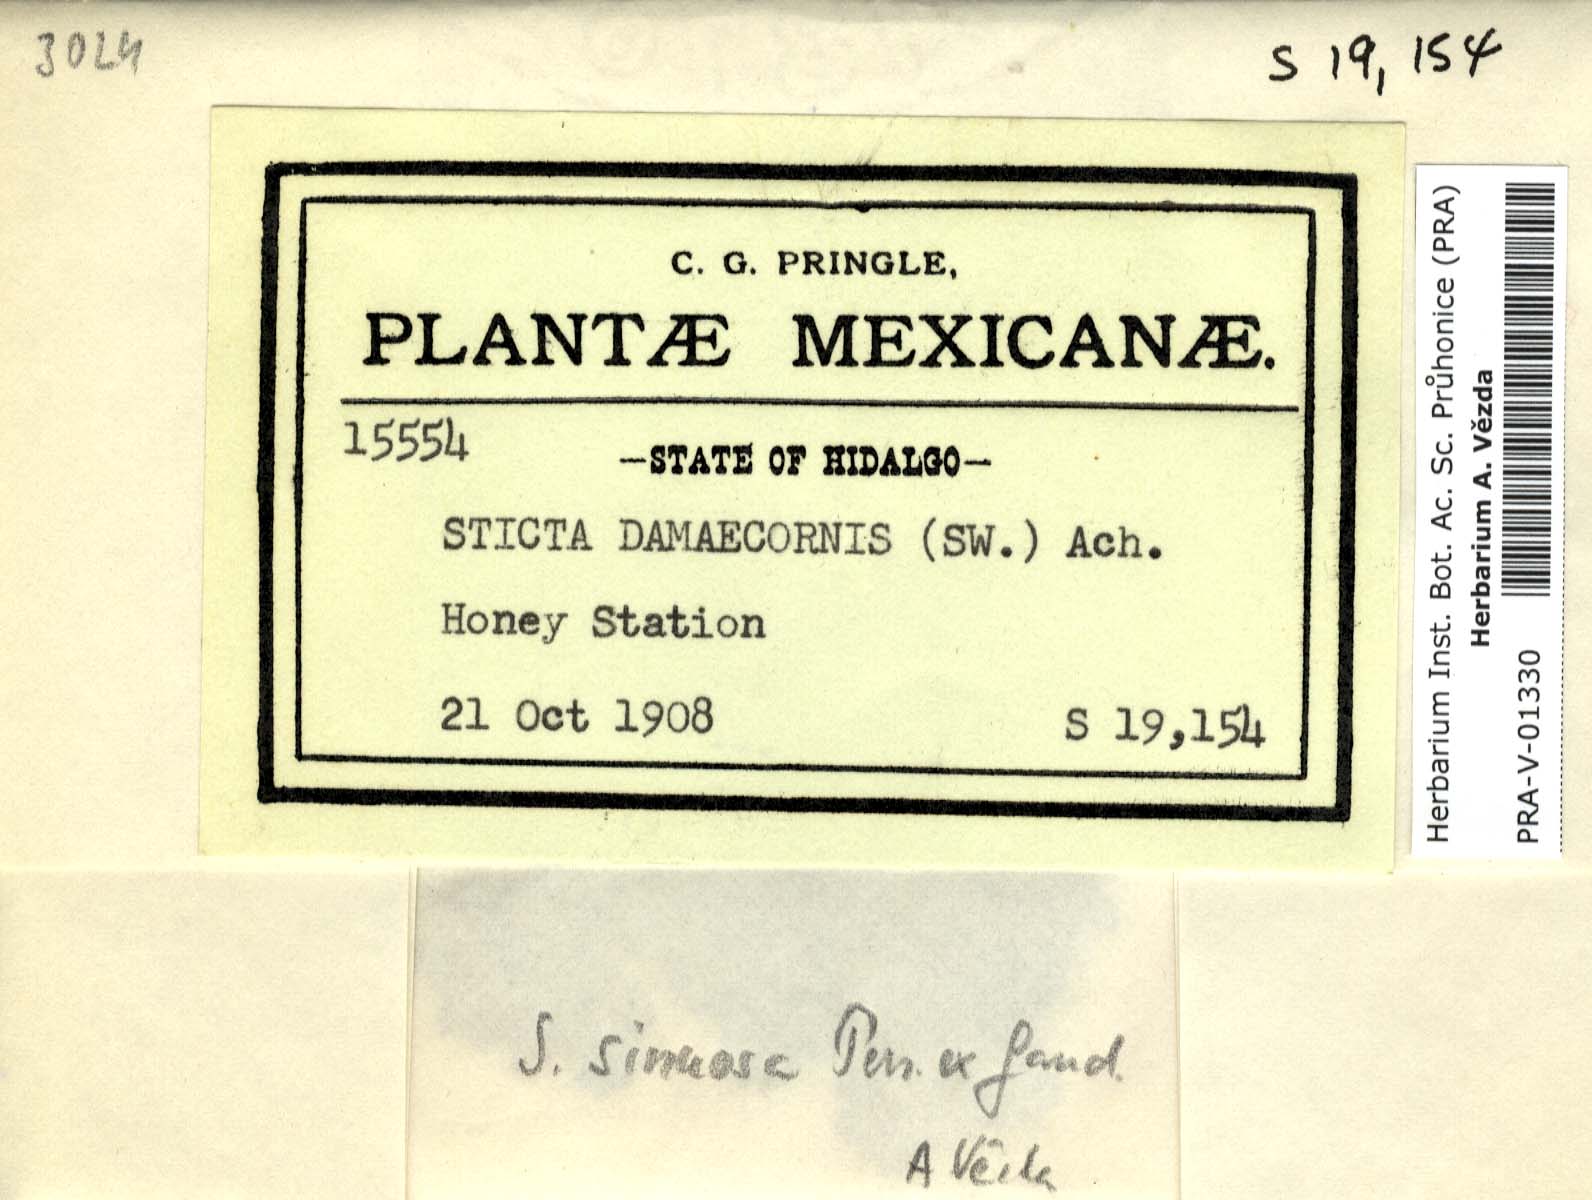 3024
S 19, 154
C. G. PRINGLE,
PLANTÆ MEXICANÆ.
15554
—STATE OF HIDALGO—
STICTA DAMAECORNIS (SW.) Ach.
Honey Station
21 Oct 1908
S 19,154
Herbarium Inst. Bot. Ac. Sc. Průhonice (PRA)
Herbarium A. Vězda
PRA-V-01330
S. sinuosa Pers. ex Gaud.
A Vězda